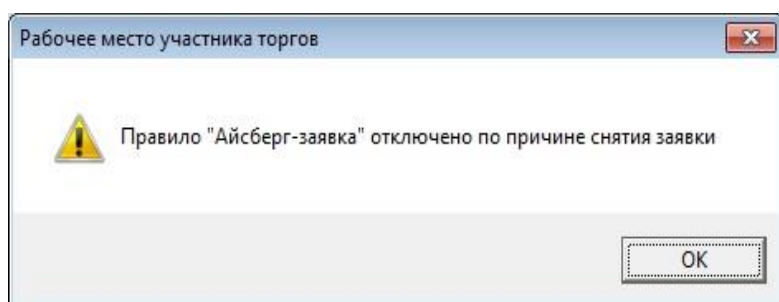 Рабочее место участника торгов
Правило "Айсберг-заявка" отключено по причине снятия заявки
OK